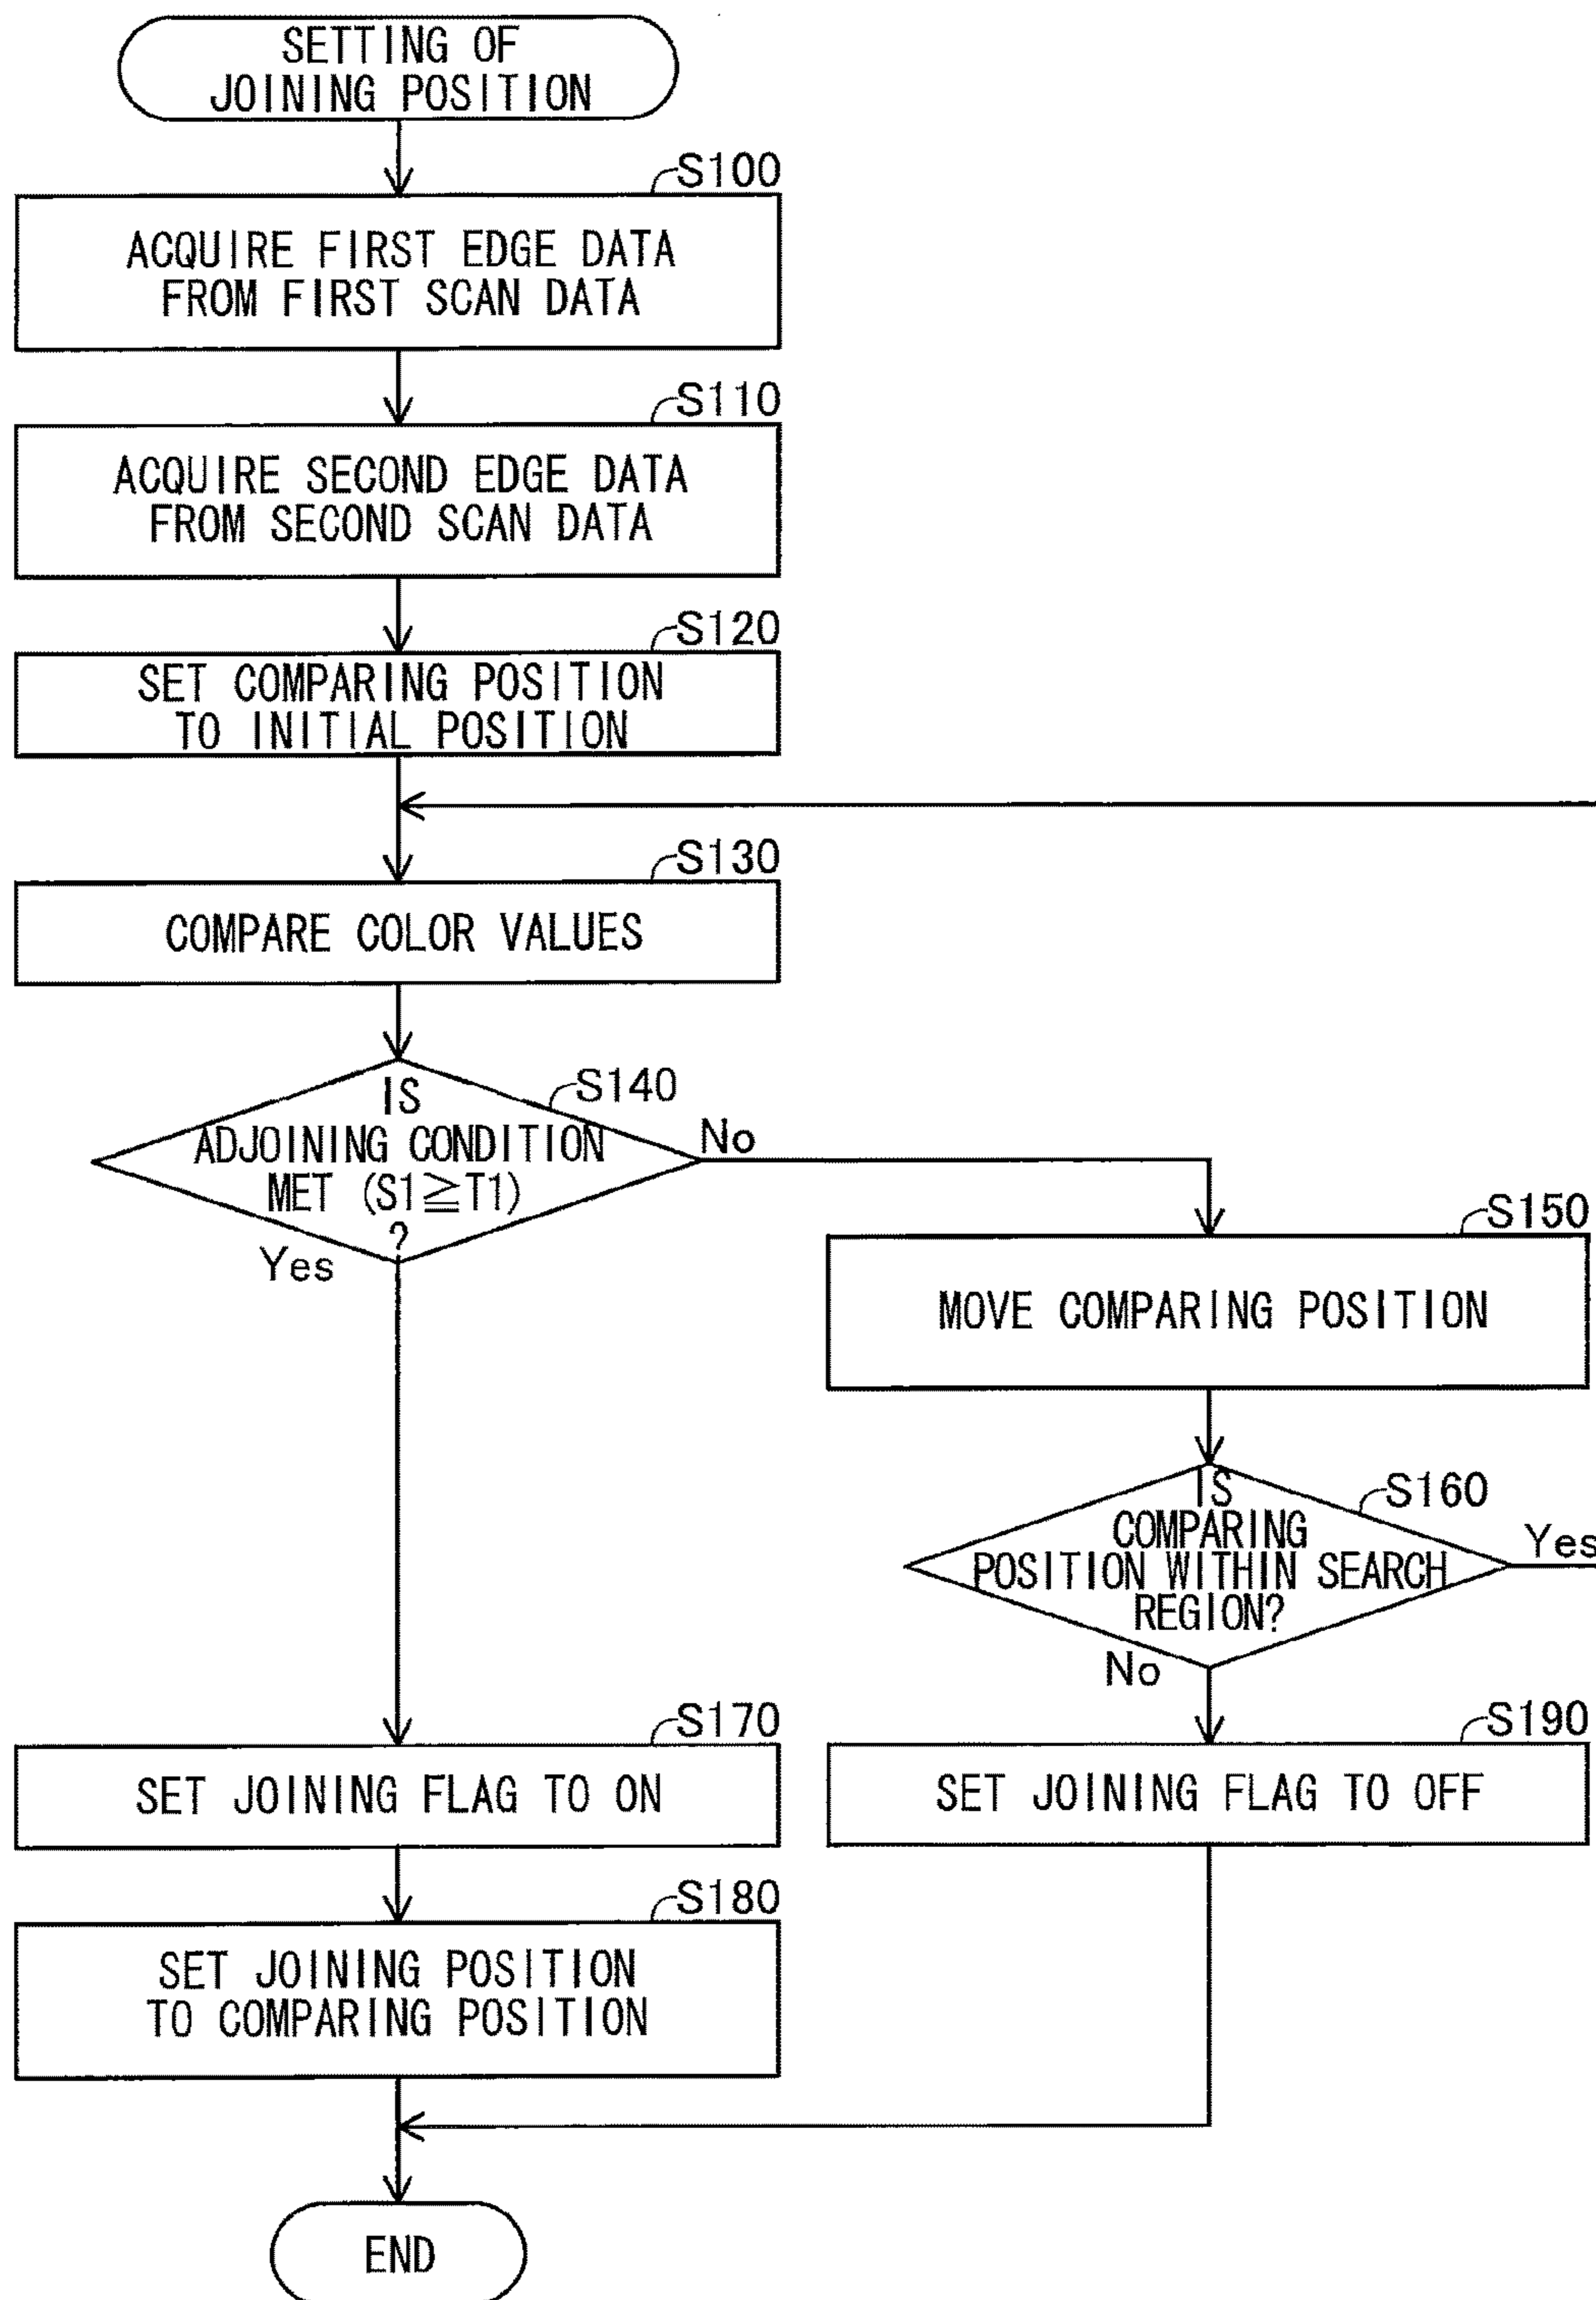 SETTING OF
JOINING POSITION
S100
ACQUIRE FIRST EDGE DATA
FROM FIRST SCAN DATA
S110
ACQUIRE SECOND EDGE DATA
FROM SECOND SCAN DATA
S120
SET COMPARING POSITION
TO INITIAL POSITION
S130
COMPARE COLOR VALUES
S140
IS
ADJOINING CONDITION
MET (S1≧T1)
?
No
Yes
S150
MOVE COMPARING POSITION
S160
IS
COMPARING
POSITION WITHIN SEARCH
REGION?
Yes
No
S170
SET JOINING FLAG TO ON
S190
SET JOINING FLAG TO OFF
S180
SET JOINING POSITION
TO COMPARING POSITION
END